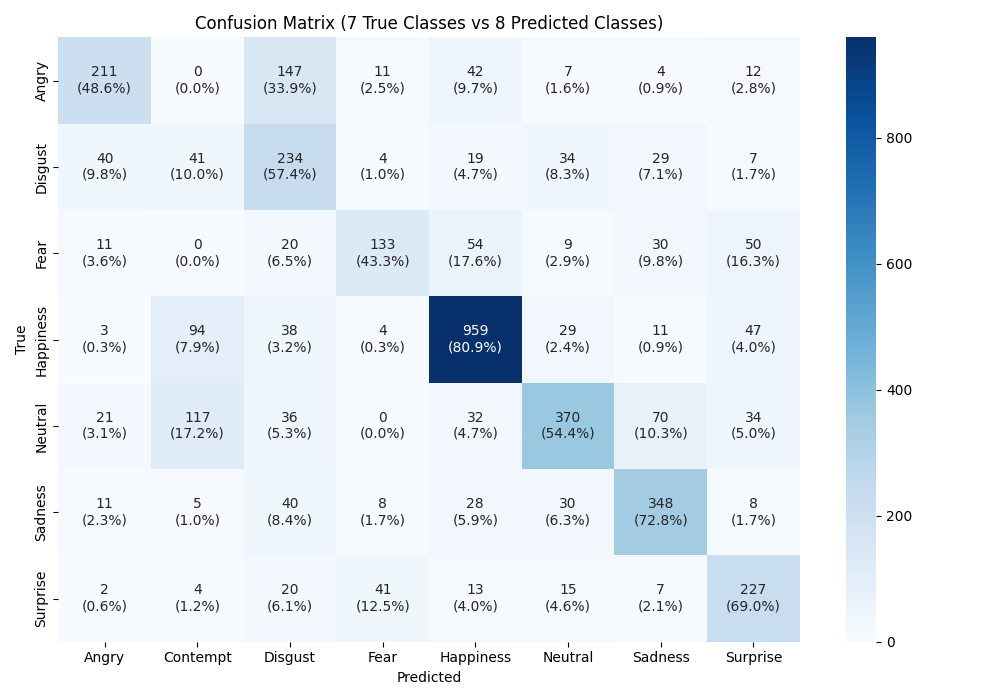 Confusion Matrix (7 True Classes vs 8 Predicted Classes)
Angry
211 0 147 11 42 7 4 12
(48.6%) (0.0%) (33.9%) (2.5%) (9.7%) (1.6%) (0.9%) (2.8%)
Disgust
40 41 234 4 19 34 29 7
(9.8%) (10.0%) (57.4%) (1.0%) (4.7%) (8.3%) (7.1%) (1.7%)
Fear
11 0 20 133 54 9 30 50
(3.6%) (0.0%) (6.5%) (43.3%) (17.6%) (2.9%) (9.8%) (16.3%)
True
Happiness
3 94 38 4 959 29 11 47
(0.3%) (7.9%) (3.2%) (0.3%) (80.9%) (2.4%) (0.9%) (4.0%)
Neutral
21 117 36 0 32 370 70 34
(3.1%) (17.2%) (5.3%) (0.0%) (4.7%) (54.4%) (10.3%) (5.0%)
Sadness
11 5 40 8 28 30 348 8
(2.3%) (1.0%) (8.4%) (1.7%) (5.9%) (6.3%) (72.8%) (1.7%)
Surprise
2 4 20 41 13 15 7 227
(0.6%) (1.2%) (6.1%) (12.5%) (4.0%) (4.6%) (2.1%) (69.0%)
Angry Contempt Disgust Fear Happiness Neutral Sadness Surprise
Predicted
800
600
400
200
0